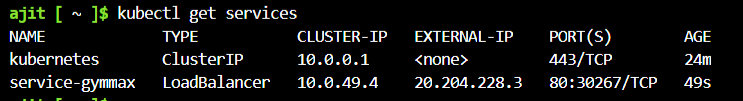 ajit [ ~ ]$ kubectl get services
NAME TYPE CLUSTER-IP EXTERNAL-IP PORT(S) AGE
kubernetes ClusterIP 10.0.0.1 <none> 443/TCP 24m
service-gymmax LoadBalancer 10.0.49.4 20.204.228.3 80:30267/TCP 49s